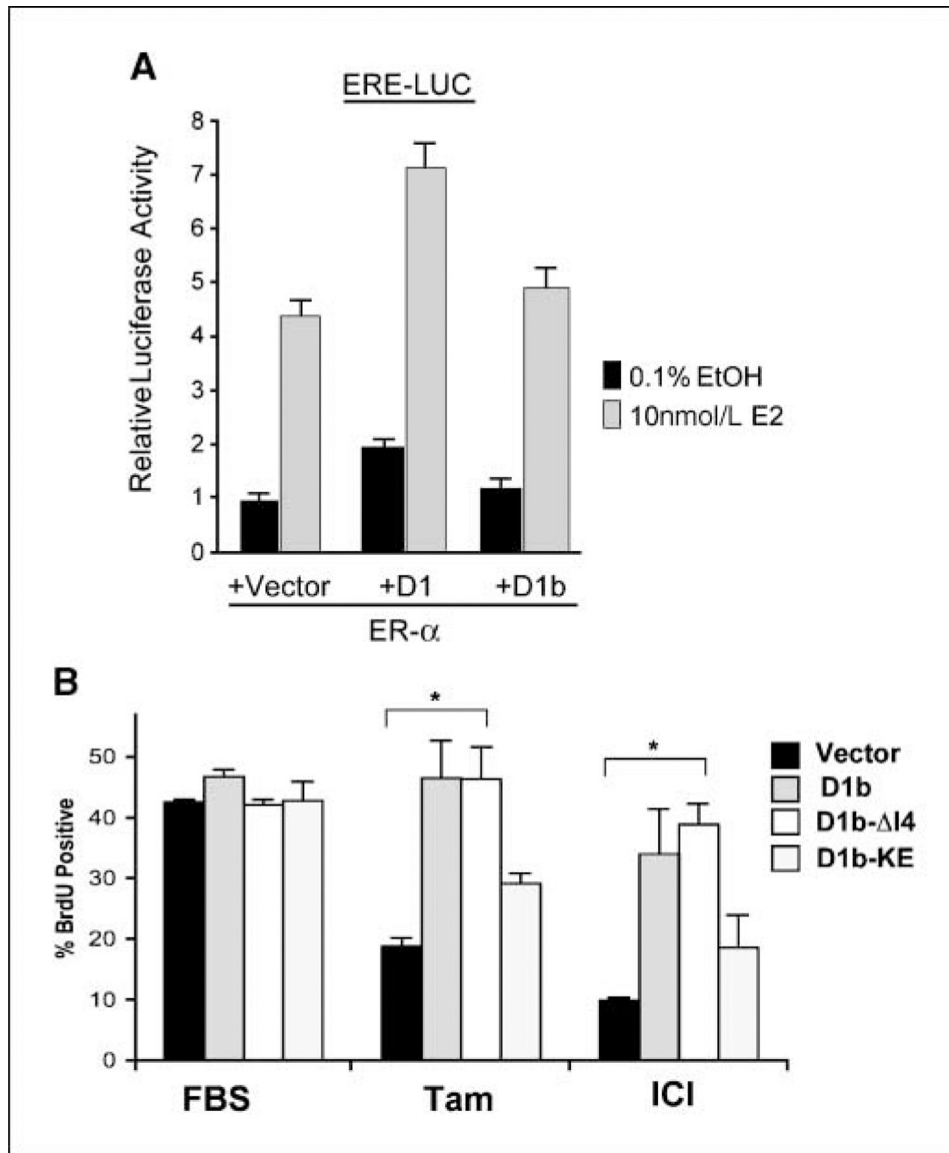 A
ERE-LUC
Relative Luciferase Activity
8
7
6
5
4
3
2
1
0
+Vector +D1 +D1b
ER-α
0.1% EtOH
10nmol/L E2
B
% BrdU Positive
50
40
30
20
10
0
* *
FBS Tam ICI
Vector
D1b
D1b-ΔI4
D1b-KE